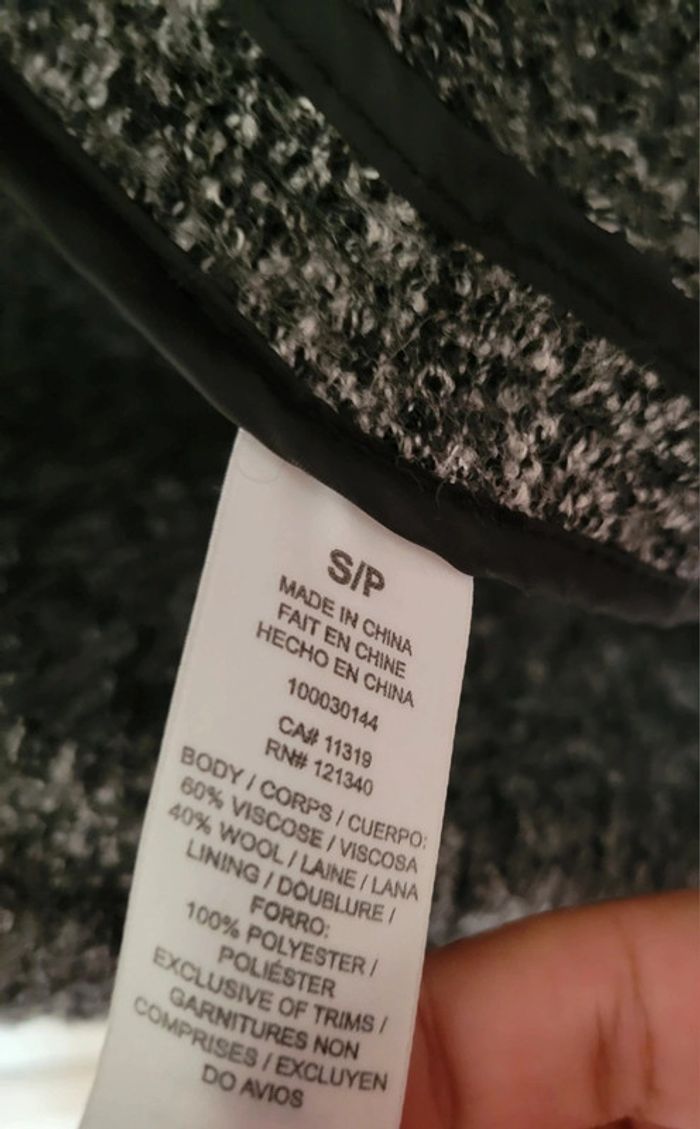 S/P
MADE IN CHINA
FAIT EN CHINE
HECHO EN CHINA
100030144
CA# 11319
RN# 121340
BODY / CORPS / CUERPO:
60% VISCOSE / VISCOSA
40% WOOL / LAINE / LANA
LINING / DOUBLURE /
FORRO:
100% POLYESTER /
POLIÉSTER
EXCLUSIVE OF TRIMS /
GARNITURES NON
COMPRISES / EXCLUYEN
DO AVIOS